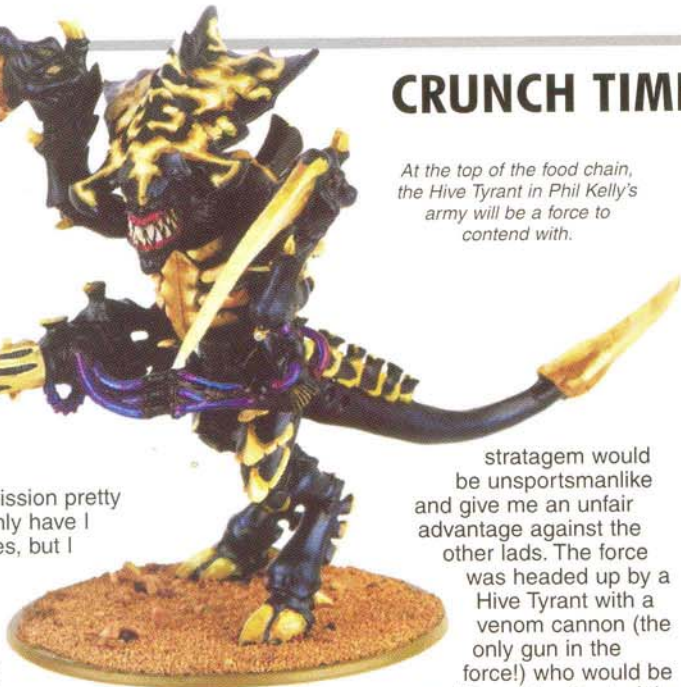 CRUNCH TIM
At the top of the food chain,
the Hive Tyrant in Phil Kelly's
army will be a force to
contend with.
ission pretty
nly have I
es, but I
stratagem would
be unsportsmanlike
and give me an unfair
advantage against the
other lads. The force
was headed up by a
Hive Tyrant with a
venom cannon (the
only gun in the
force!) who would be